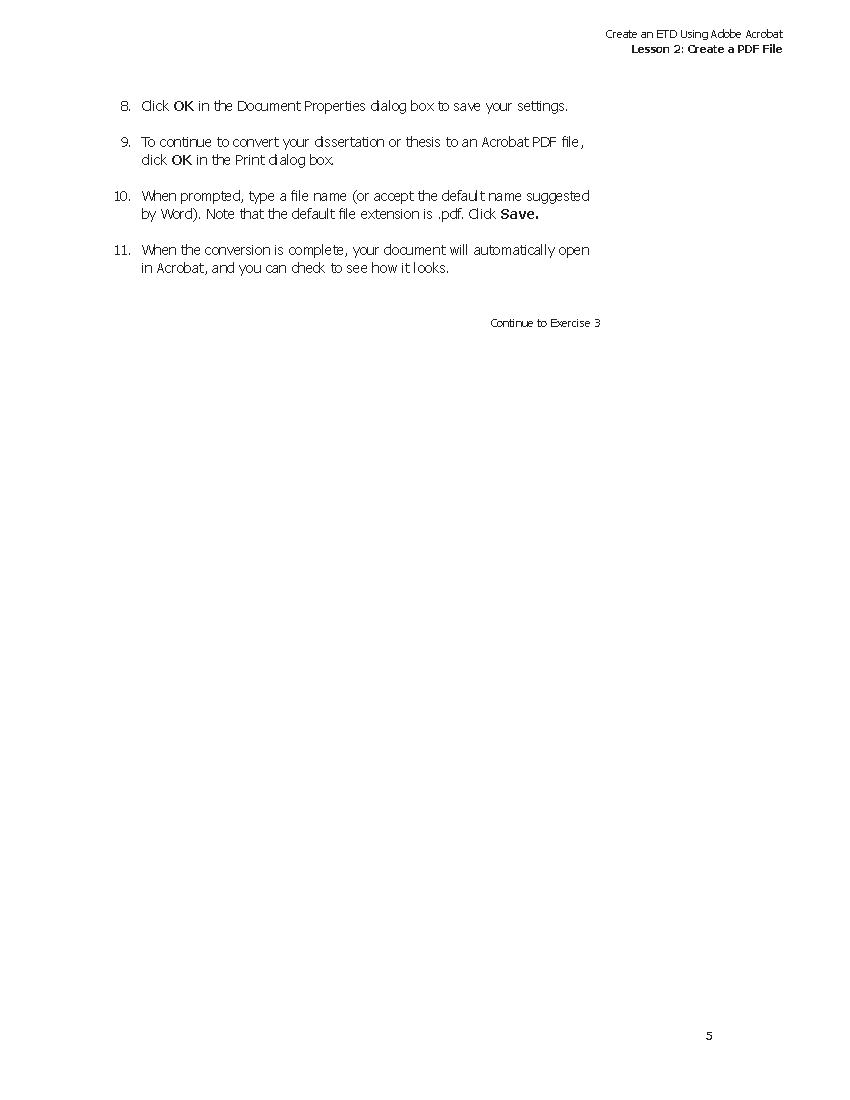 Create an ETD Using Adobe Acrobat
Lesson 2: Create a PDF File
8. Click OK in the Document Properties dialog box to save your settings.
9. To continue to convert your dissertation or thesis to an Acrobat PDF file,
click OK in the Print dialog box.
10. When prompted, type a file name (or accept the default name suggested
by Word). Note that the default file extension is .pdf. Click Save.
11. When the conversion is complete, your document will automatically open
in Acrobat, and you can check to see how it looks.
Continue to Exercise 3
5